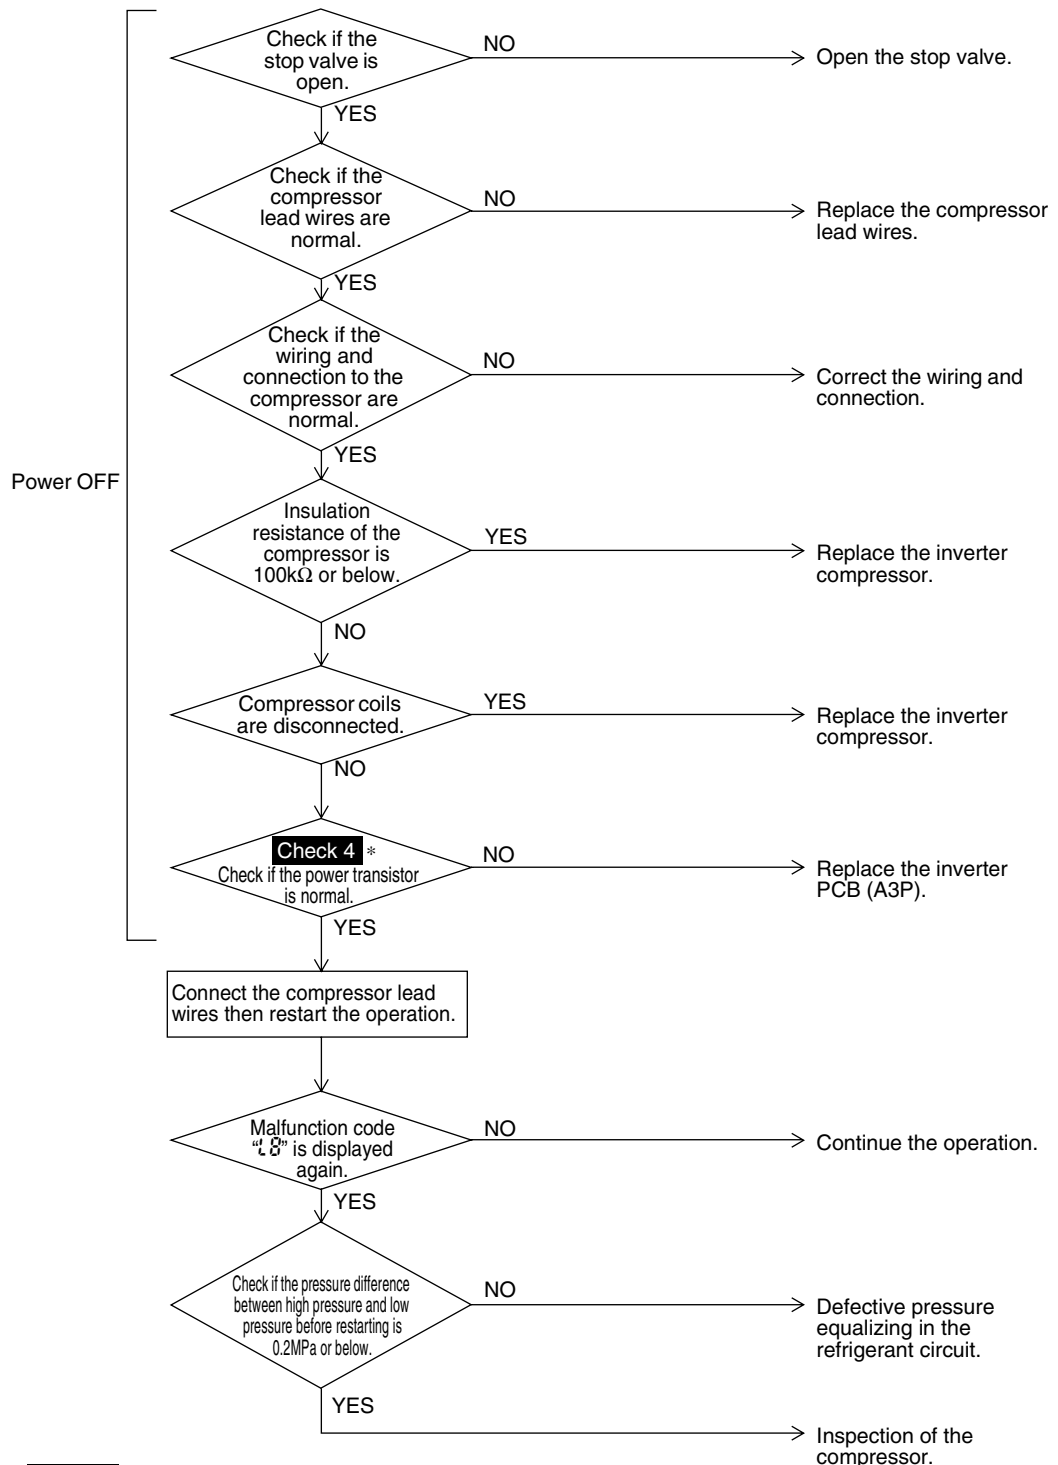 Check if the
stop valve is
open.
NO
Open the stop valve.
YES
Check if the
compressor
lead wires are
normal.
NO
Replace the compressor
lead wires.
YES
Check if the
wiring and
connection to the
compressor are
normal.
NO
Correct the wiring and
connection.
YES
Power OFF
Insulation
resistance of the
compressor is
100kΩ or below.
YES
Replace the inverter
compressor.
NO
Compressor coils
are disconnected.
YES
Replace the inverter
compressor.
NO
Check 4 *
Check if the power transistor
is normal.
NO
Replace the inverter
PCB (A3P).
YES
Connect the compressor lead
wires then restart the operation.
Malfunction code
“L8” is displayed
again.
NO
Continue the operation.
YES
Check if the pressure difference
between high pressure and low
pressure before restarting is
0.2MPa or below.
NO
Defective pressure
equalizing in the
refrigerant circuit.
YES
Inspection of the
compressor.